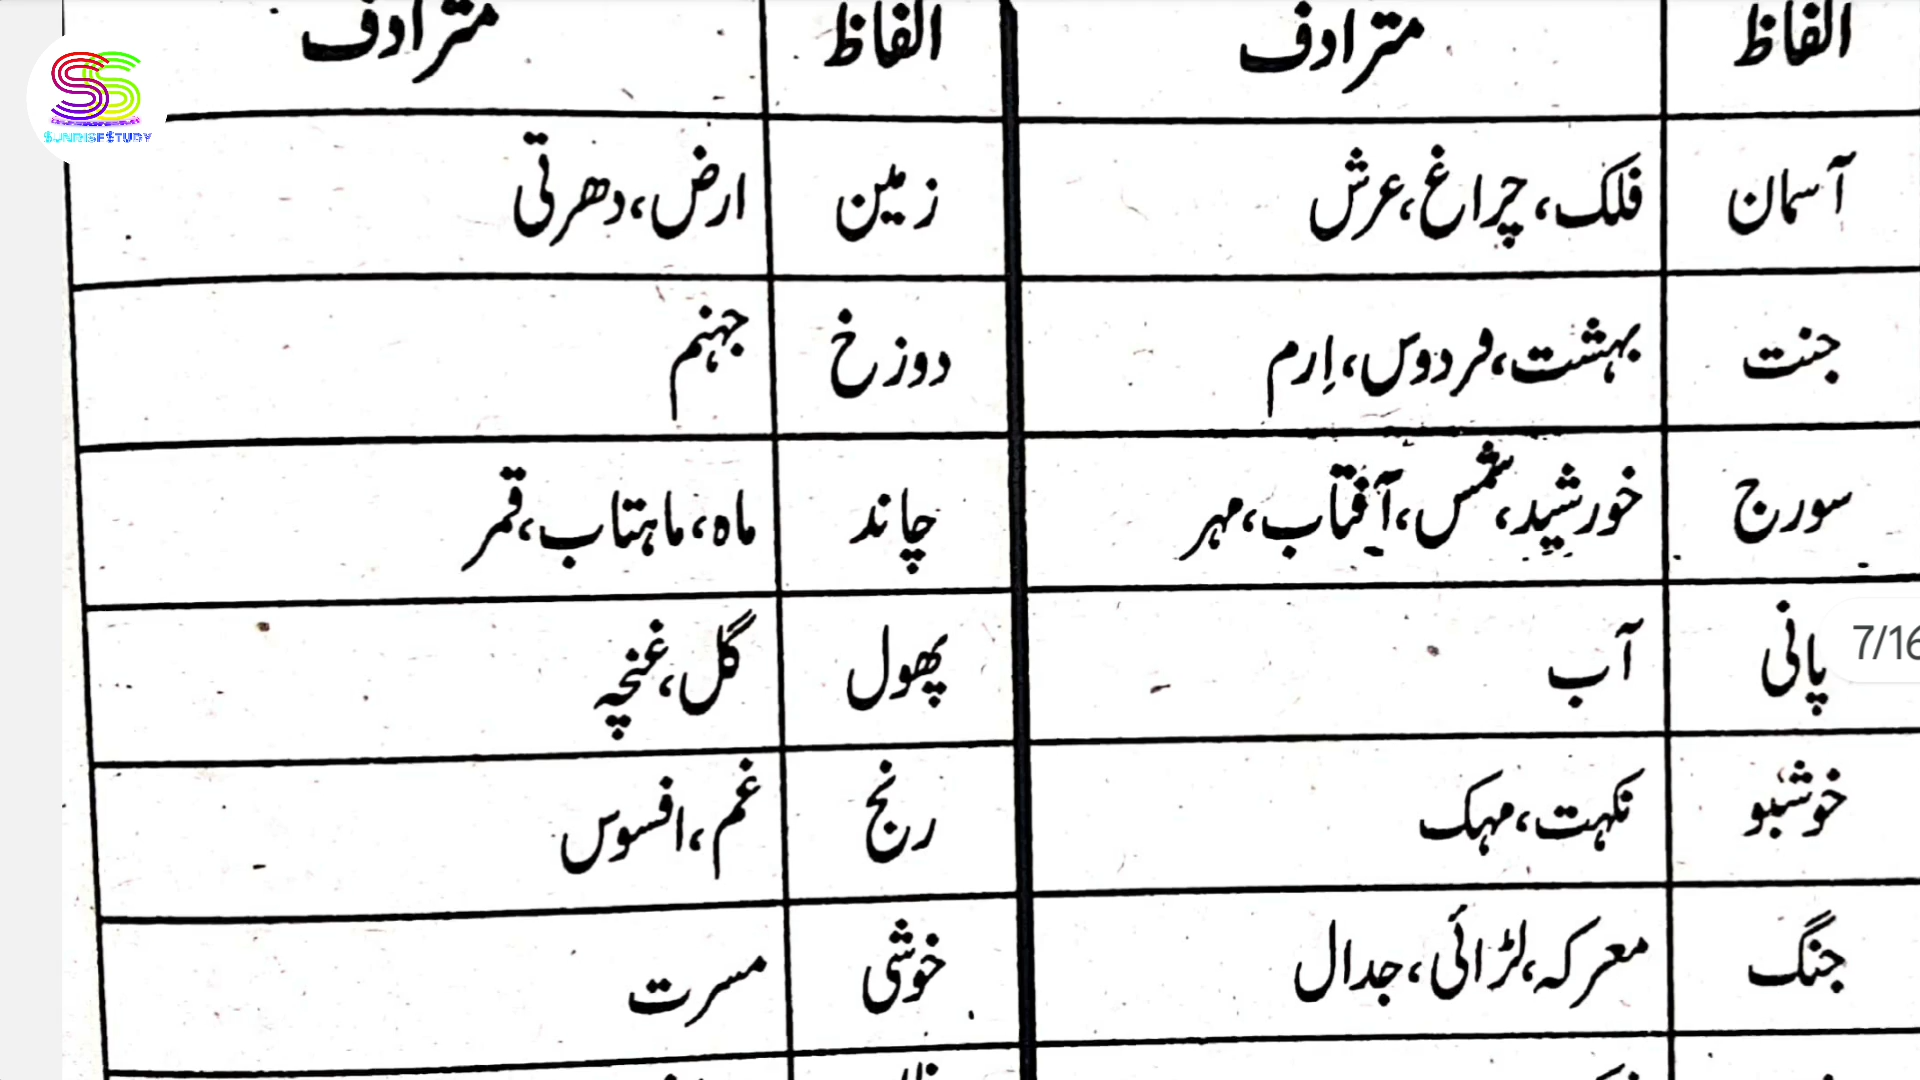 الفاظ مترادف الفاظ مترادف
آسمان فلک، چراغ، عرش زمین ارض، دھرتی
جنت بہشت، فردوس، اِرم دوزخ جہنم
سورج خورشید، شمس، آفتاب، مہر چاند ماہ، ماہتاب، قمر
پانی آب پھول گل، غنچہ
خوشبو نکہت، مہک رنج غم، افسوس
جنگ معرکہ، لڑائی، جدال خوشی مسرت
SS
SUNRISESTUDY
7/16